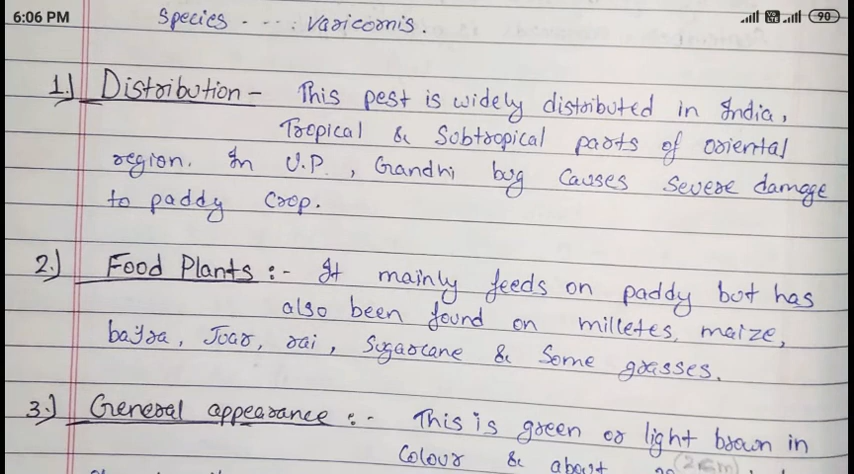 6:06 PM
90
Species - - - : Varicornis.
1.) Distribution - This pest is widely distributed in India,
Tropical & Subtropical parts of oriental
region. In U.P., Gandhi bug causes severe damage
to paddy crop.
2.) Food Plants :- It mainly feeds on paddy but has
also been found on milletes, maize,
bajra, Joar, rai, Sugarcane & Some grasses.
3.) General appearance :- This is green or light brown in
Colour & about (2cm)